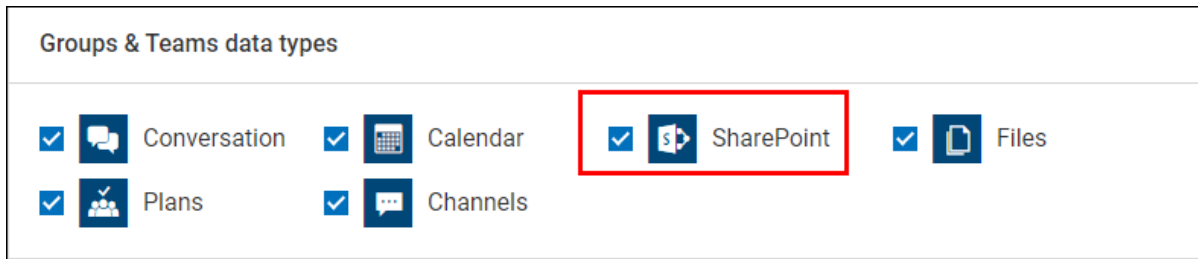 Groups & Teams data types
Conversation Calendar SharePoint Files
Plans Channels